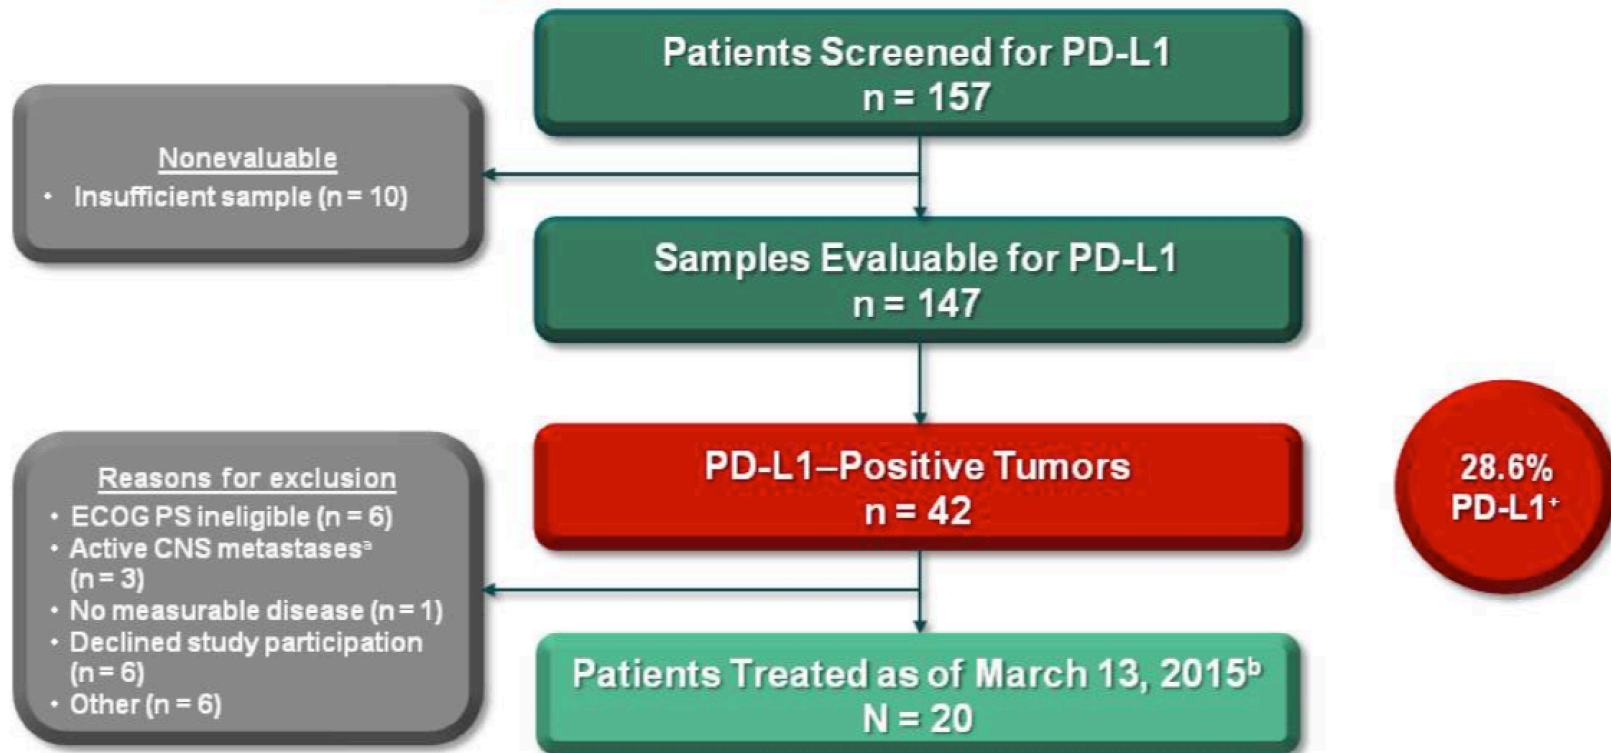 Patients Screened for PD-L1
n = 157
Nonevaluable
• Insufficient sample (n = 10)
Samples Evaluable for PD-L1
n = 147
PD-L1–Positive Tumors
n = 42
28.6%
PD-L1⁺
Reasons for exclusion
• ECOG PS ineligible (n = 6)
• Active CNS metastasesᵃ
(n = 3)
• No measurable disease (n = 1)
• Declined study participation
(n = 6)
• Other (n = 6)
Patients Treated as of March 13, 2015ᵇ
N = 20